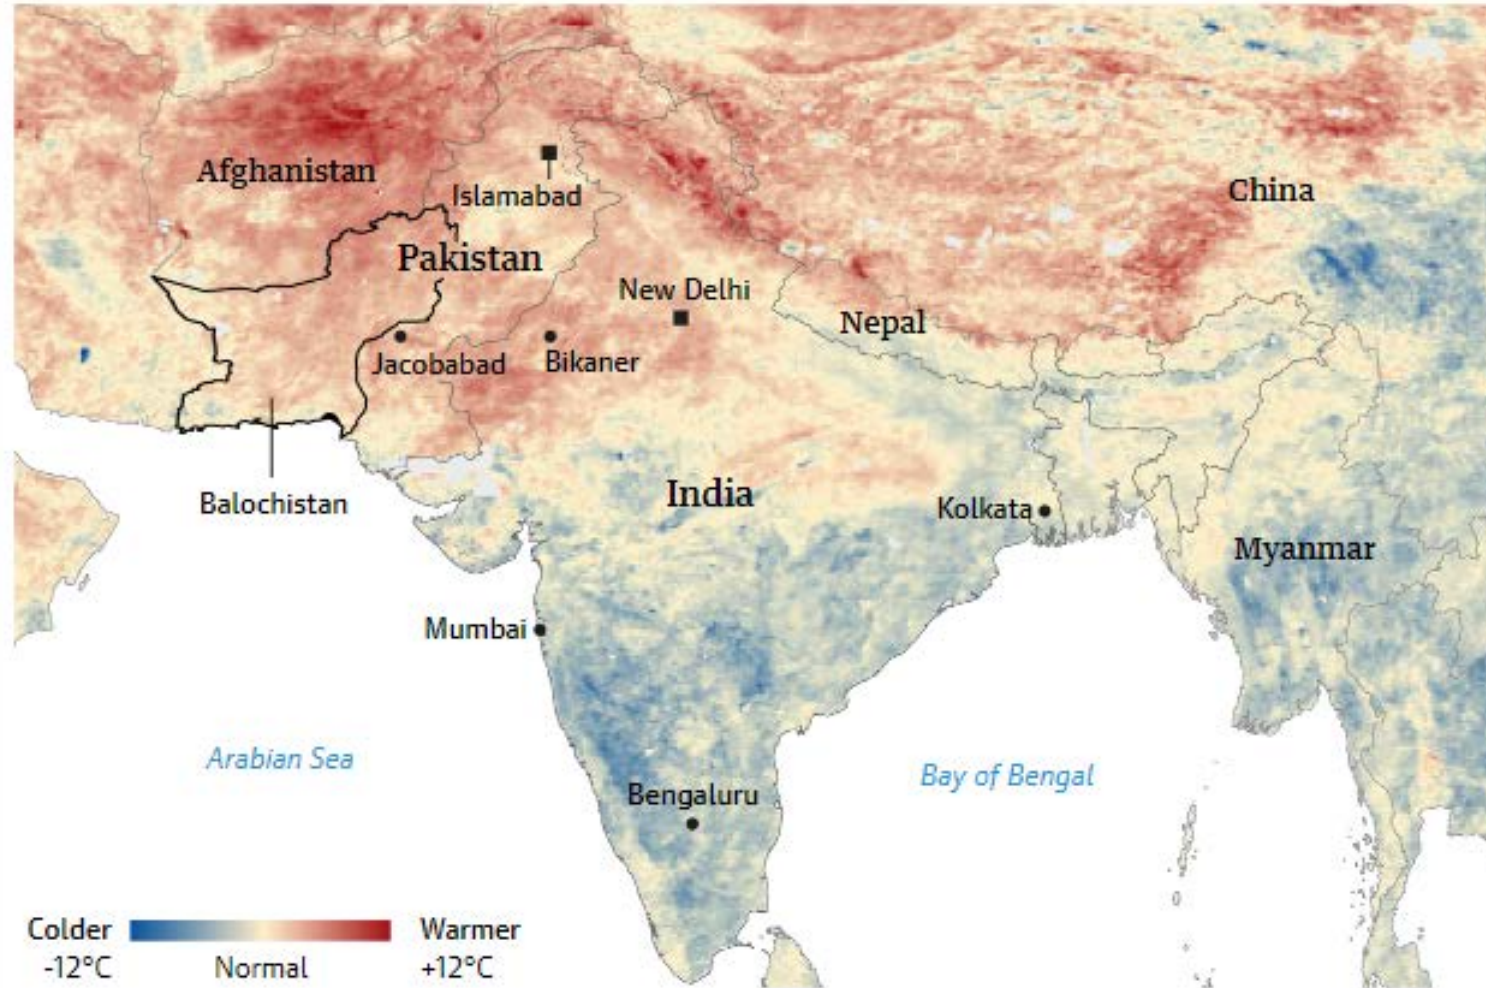 Afghanistan
Islamabad
China
Pakistan
New Delhi
Nepal
Jacobabad
Bikaner
Balochistan
India
Kolkata
Myanmar
Mumbai
Arabian Sea
Bay of Bengal
Bengaluru
Colder
Warmer
-12°C
Normal
+12°C